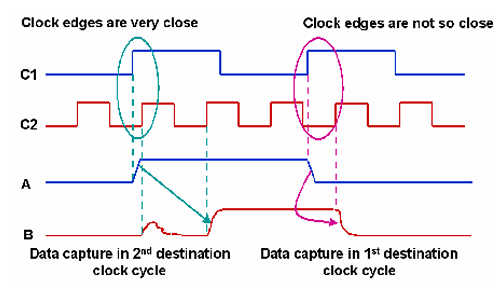 Clock edges are very close
Clock edges are not so close
C1
C2
A
B
Data capture in 2nd destination
clock cycle
Data capture in 1st destination
clock cycle